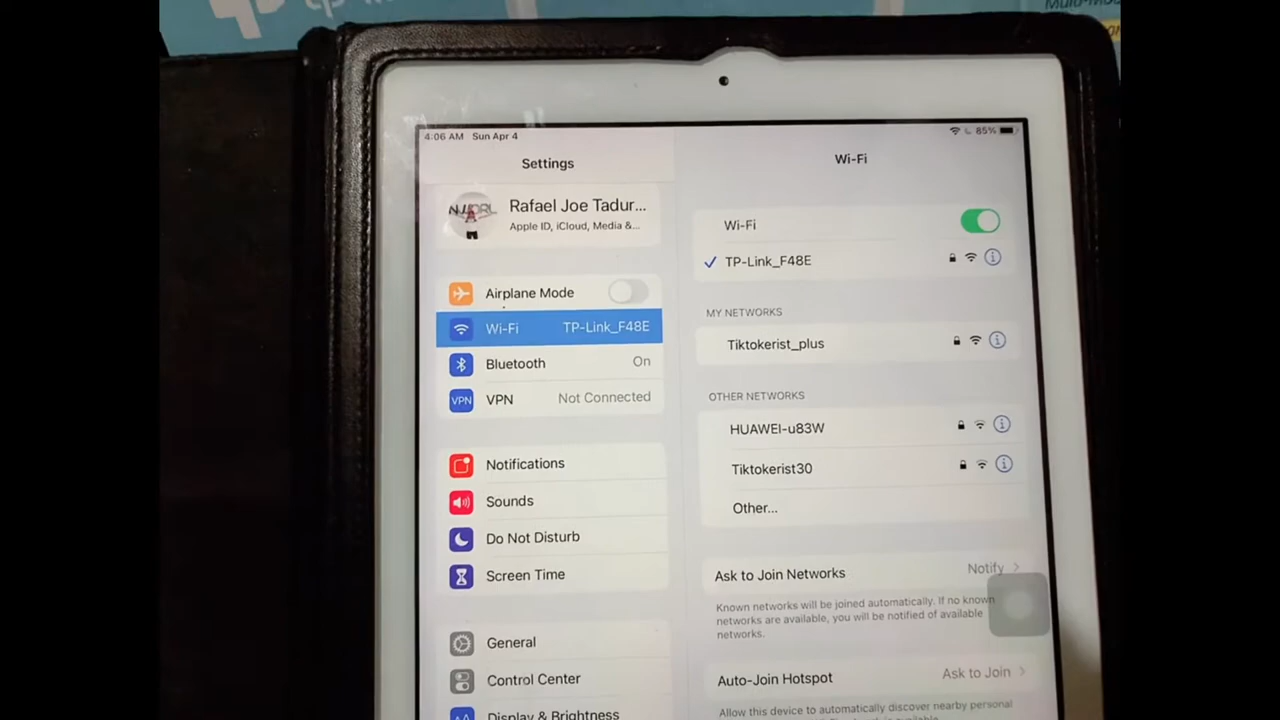 4:06 AM Sun Apr 4
85%
Settings
Rafael Joe Tadur...
Apple ID, iCloud, Media &...
Airplane Mode
Wi-Fi TP-Link_F48E
Bluetooth On
VPN VPN Not Connected
Notifications
Sounds
Do Not Disturb
Screen Time
General
Control Center
Display & Brightness
Wi-Fi
Wi-Fi
TP-Link_F48E
MY NETWORKS
Tiktokerist_plus
OTHER NETWORKS
HUAWEI-u83W
Tiktokerist30
Other...
Ask to Join Networks Notify
Known networks will be joined automatically. If no known
networks are available, you will be notified of available
networks.
Auto-Join Hotspot Ask to Join
Allow this device to automatically discover nearby personal